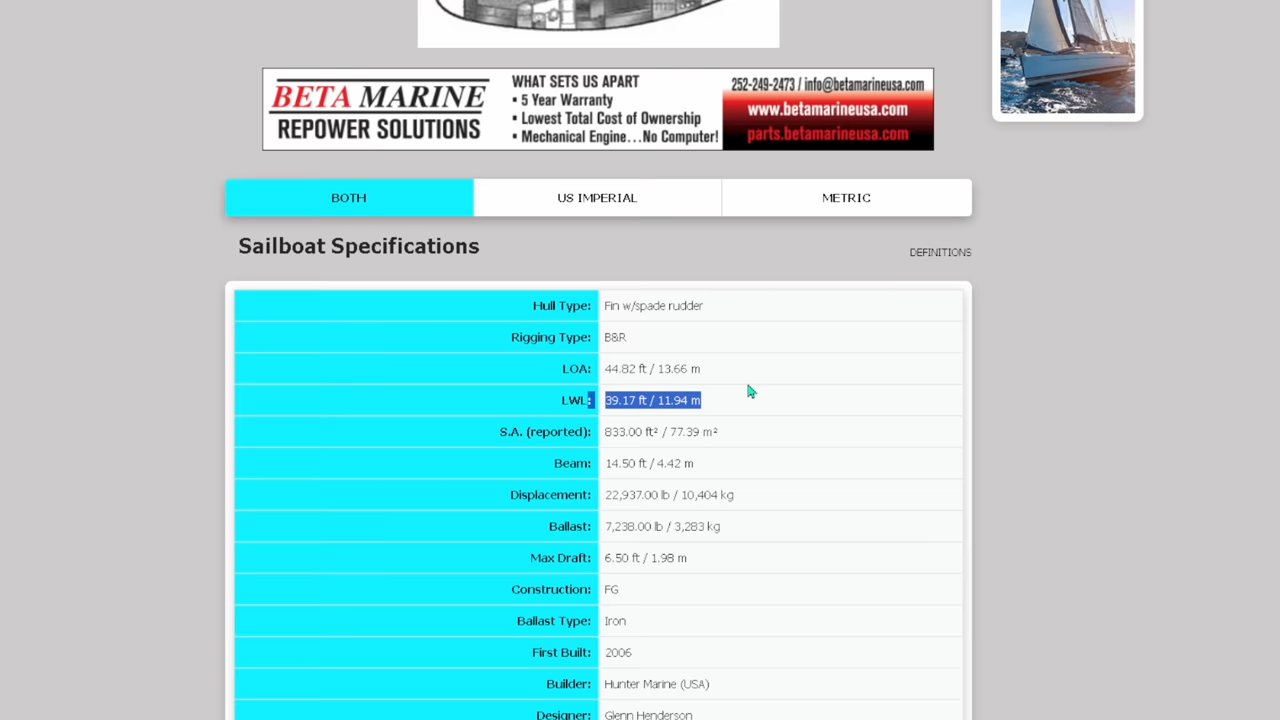 BETA MARINE
REPOWER SOLUTIONS
WHAT SETS US APART
▪ 5 Year Warranty
▪ Lowest Total Cost of Ownership
▪ Mechanical Engine...No Computer!
252-249-2473 / info@betamarineusa.com
www.betamarineusa.com
parts.betamarineusa.com
BOTH
US IMPERIAL
METRIC
Sailboat Specifications
DEFINITIONS
Hull Type: Fin w/spade rudder
Rigging Type: B&R
LOA: 44.82 ft / 13.66 m
LWL: 39.17 ft / 11.94 m
S.A. (reported): 833.00 ft² / 77.39 m²
Beam: 14.50 ft / 4.42 m
Displacement: 22,937.00 lb / 10,404 kg
Ballast: 7,238.00 lb / 3,283 kg
Max Draft: 6.50 ft / 1.98 m
Construction: FG
Ballast Type: Iron
First Built: 2006
Builder: Hunter Marine (USA)
Designer: Glenn Henderson